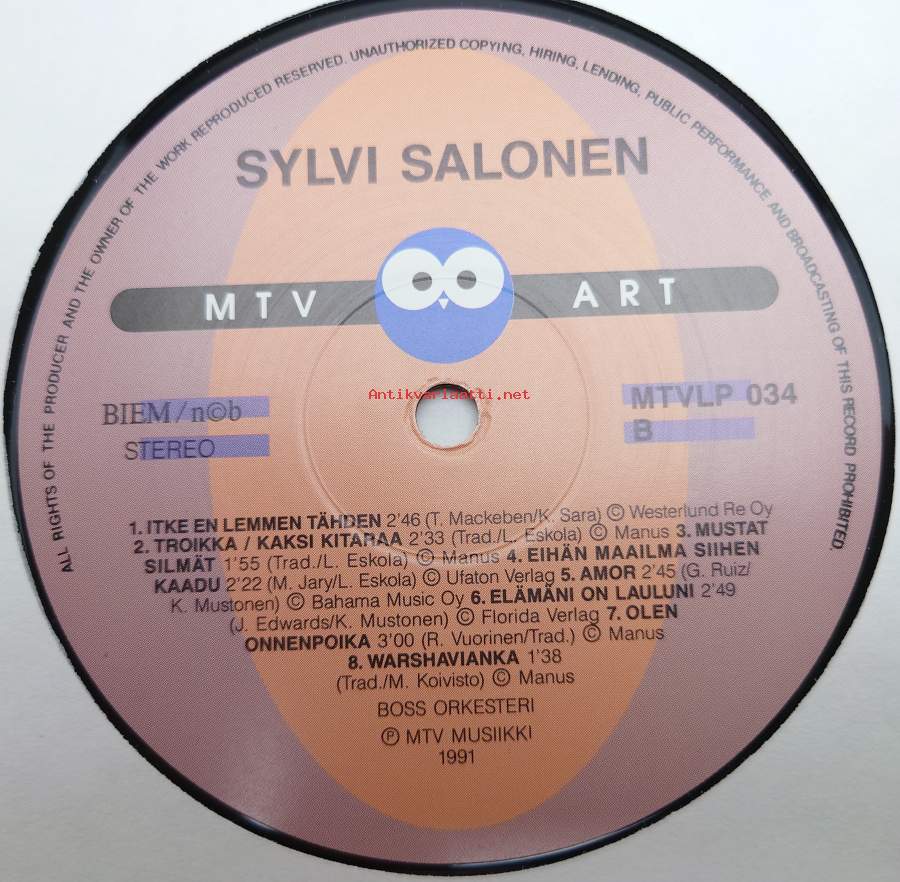 ALL RIGHTS OF THE PRODUCER AND THE OWNER OF THE WORK REPRODUCED RESERVED. UNAUTHORIZED COPYING, HIRING, LENDING, PUBLIC PERFORMANCE AND BROADCASTING OF THIS RECORD PROHIBITED.
SYLVI SALONEN
MTV ART
Antikvariaatti.net
BIEM/n©b
STEREO
MTVLP 034
B
1. ITKE EN LEMMEN TÄHDEN 2'46 (T. Mackeben/K. Sara) © Westerlund Re Oy
2. TROIKKA / KAKSI KITARAA 2'33 (Trad./L. Eskola) © Manus 3. MUSTAT
SILMÄT 1'55 (Trad./L. Eskola) © Manus 4. EIHÄN MAAILMA SIIHEN
KAADU 2'22 (M. Jary/L. Eskola) © Ufaton Verlag 5. AMOR 2'45 (G. Ruiz/
K. Mustonen) © Bahama Music Oy 6. ELÄMÄNI ON LAULUNI 2'49
(J. Edwards/K. Mustonen) © Florida Verlag 7. OLEN
ONNENPOIKA 3'00 (R. Vuorinen/Trad.) © Manus
8. WARSHAVIANKA 1'38
(Trad./M. Koivisto) © Manus
BOSS ORKESTERI
℗ MTV MUSIIKKI
1991